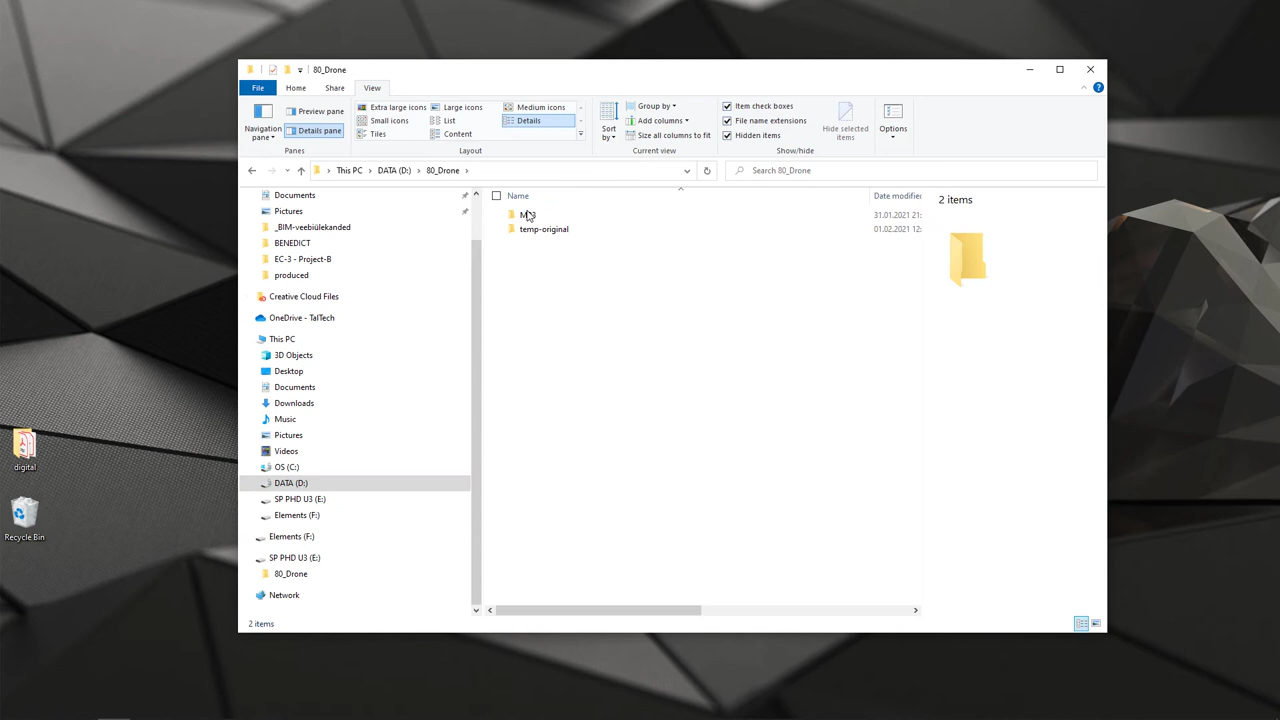 80_Drone
File Home Share View
Navigation pane
Preview pane
Details pane
Panes
Extra large icons Large icons Medium icons
Small icons List Details
Tiles Content
Layout
Sort by
Group by
Add columns
Size all columns to fit
Current view
Item check boxes
File name extensions
Hidden items
Hide selected items
Show/hide
Options
This PC DATA (D:) 80_Drone
Search 80_Drone
Documents
Pictures
_BIM-veebiülekanded
BENEDICT
EC-3 - Project-B
produced
Creative Cloud Files
OneDrive - TalTech
This PC
3D Objects
Desktop
Documents
Downloads
Music
Pictures
Videos
OS (C:)
DATA (D:)
SP PHD U3 (E:)
Elements (F:)
Elements (F:)
SP PHD U3 (E:)
80_Drone
Network
Name Date modifie
31.01.2021 21:
temp-original 01.02.2021 12:
2 items
2 items
digital
Recycle Bin